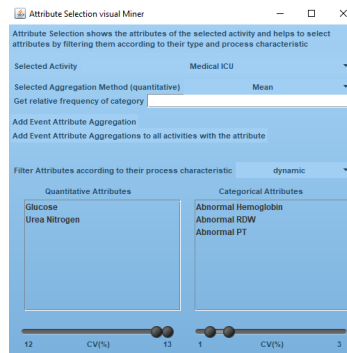 Attribute Selection visual Miner
Attribute Selection shows the attributes of the selected activity and helps to select
attributes by filtering them according to their type and process characteristic
Selected Activity Medical ICU
Selected Aggregation Method (quantitative) Mean
Get relative frequency of category
Add Event Attribute Aggregation
Add Event Attribute Aggregations to all activities with the attribute
Filter Attributes according to their process characteristic dynamic
Quantitative Attributes Categorical Attributes
Glucose Abnormal Hemoglobin
Urea Nitrogen Abnormal RDW
Abnormal PT
12 CV(%) 13 1 CV(%) 3